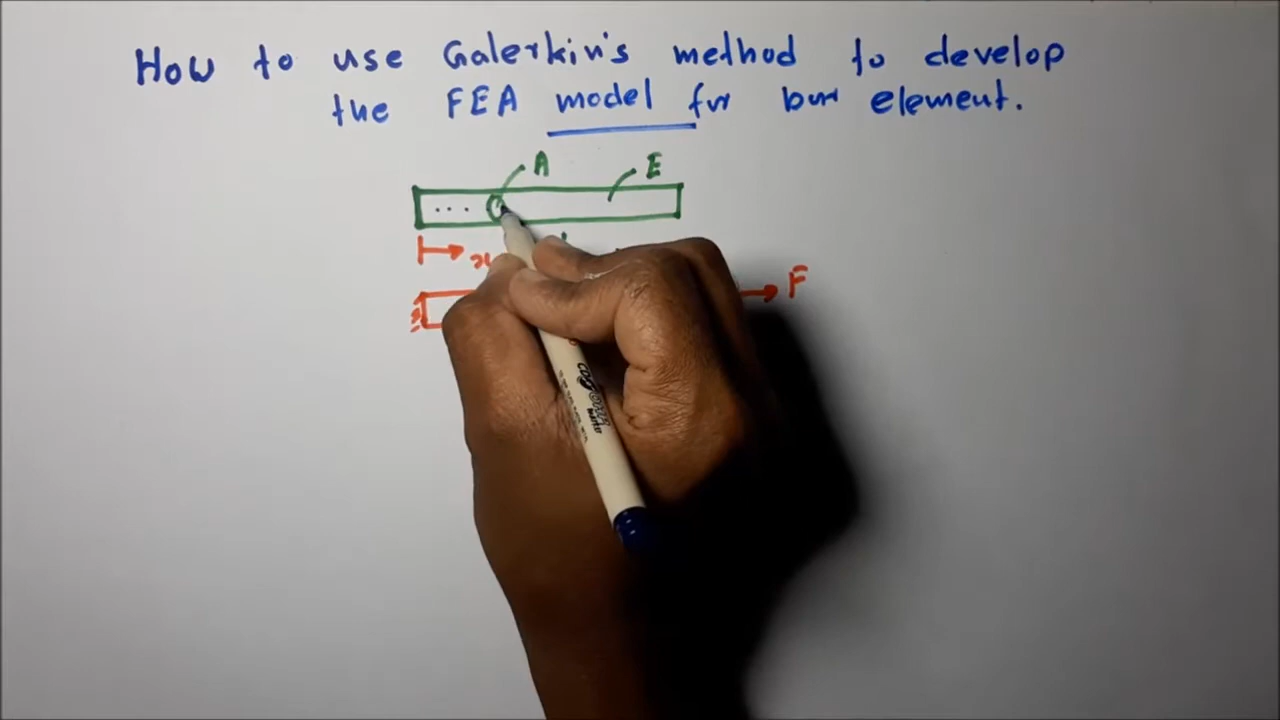 How to use Galerkin's method to develop
the FEA model for bar element.
A
E
x
F